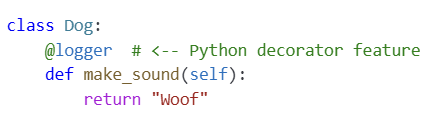 class Dog:
    @logger  # <-- Python decorator feature
    def make_sound(self):
        return "Woof"